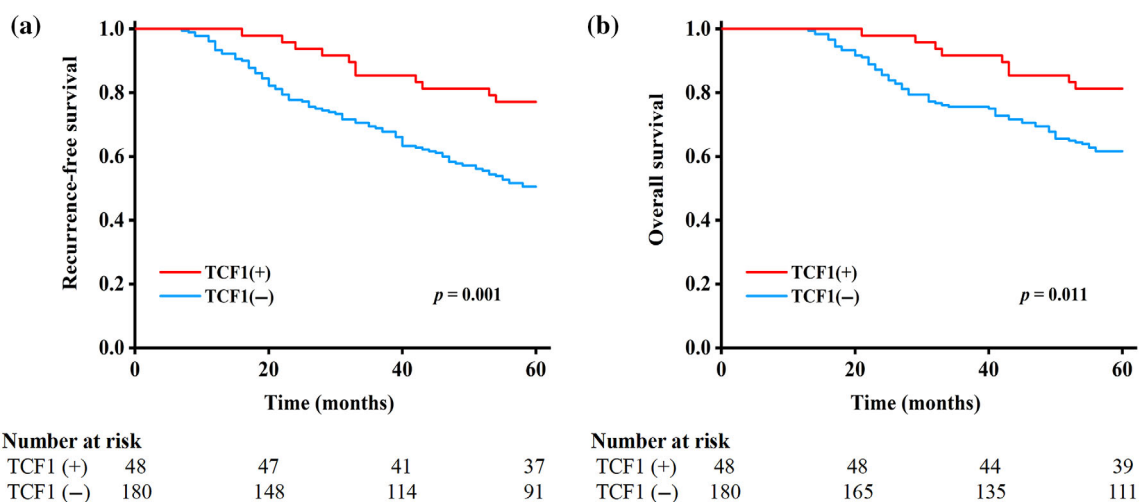 (a)
Recurrence-free survival
1.0
0.8
0.6
0.4
0.2
0.0
TCF1(+)
TCF1(−)
p = 0.001
0 20 40 60
Time (months)
Number at risk
TCF1 (+) 48 47 41 37
TCF1 (−) 180 148 114 91
(b)
Overall survival
1.0
0.8
0.6
0.4
0.2
0.0
TCF1(+)
TCF1(−)
p = 0.011
0 20 40 60
Time (months)
Number at risk
TCF1 (+) 48 48 44 39
TCF1 (−) 180 165 135 111